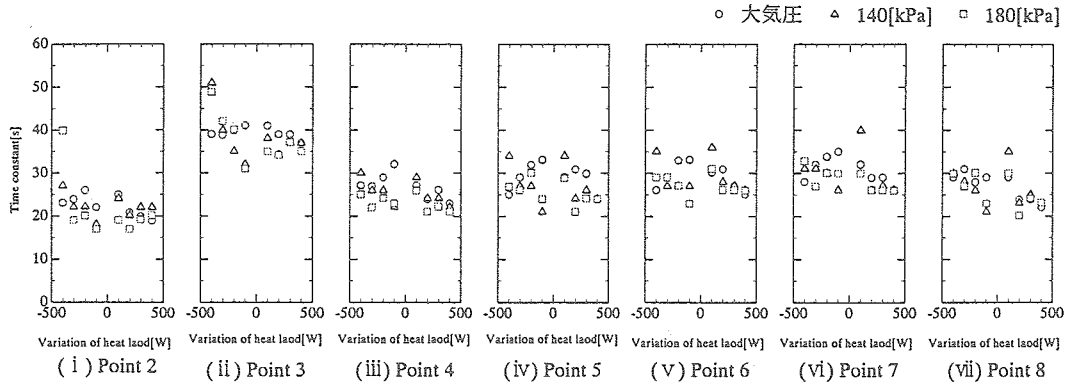 ○ 大気圧 △ 140[kPa] □ 180[kPa]
Time constant[s]
60
50
40
30
20
10
0
-500 0 500
-500 0 500
-500 0 500
-500 0 500
-500 0 500
-500 0 500
-500 0 500
Variation of heat laod[W]
Variation of heat laod[W]
Variation of heat laod[W]
Variation of heat laod[W]
Variation of heat laod[W]
Variation of heat laod[W]
Variation of heat laod[W]
(i) Point 2
(ii) Point 3
(iii) Point 4
(iv) Point 5
(v) Point 6
(vi) Point 7
(vii) Point 8